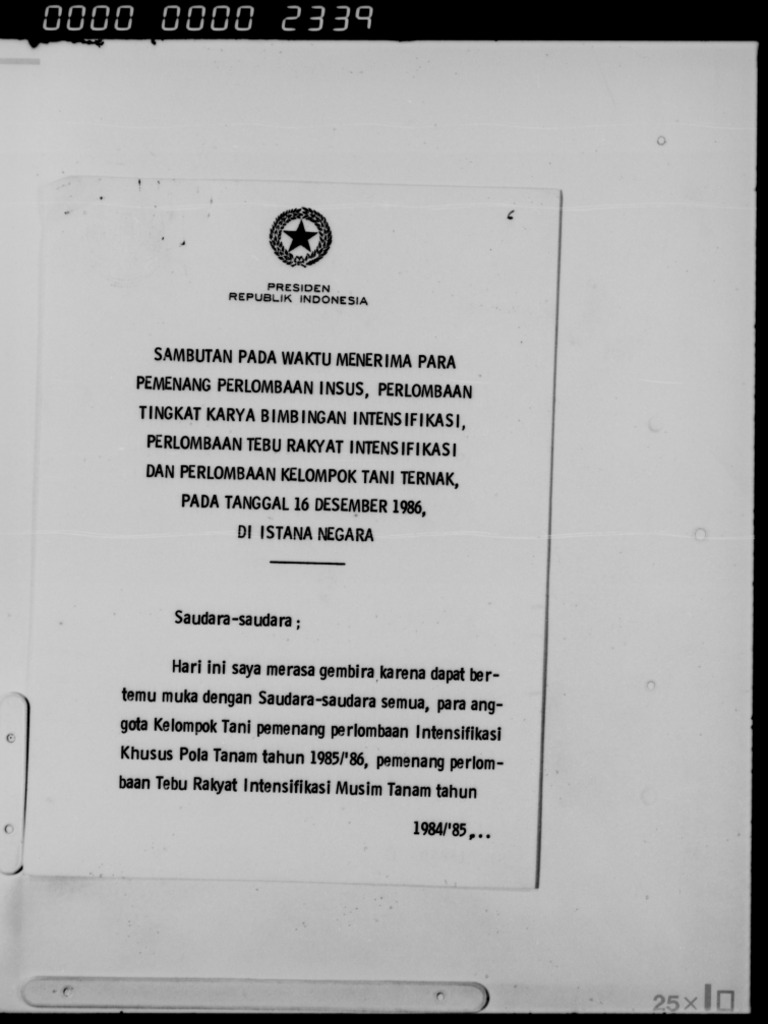 0000 0000 2339
PRESIDEN
REPUBLIK INDONESIA
SAMBUTAN PADA WAKTU MENERIMA PARA
PEMENANG PERLOMBAAN INSUS, PERLOMBAAN
TINGKAT KARYA BIMBINGAN INTENSIFIKASI,
PERLOMBAAN TEBU RAKYAT INTENSIFIKASI
DAN PERLOMBAAN KELOMPOK TANI TERNAK,
PADA TANGGAL 16 DESEMBER 1986,
DI ISTANA NEGARA
Saudara-saudara ;
Hari ini saya merasa gembira karena dapat ber-
temu muka dengan Saudara-saudara semua, para ang-
gota Kelompok Tani pemenang perlombaan Intensifikasi
Khusus Pola Tanam tahun 1985/'86, pemenang perlom-
baan Tebu Rakyat Intensifikasi Musim Tanam tahun
1984/'85,...
25×